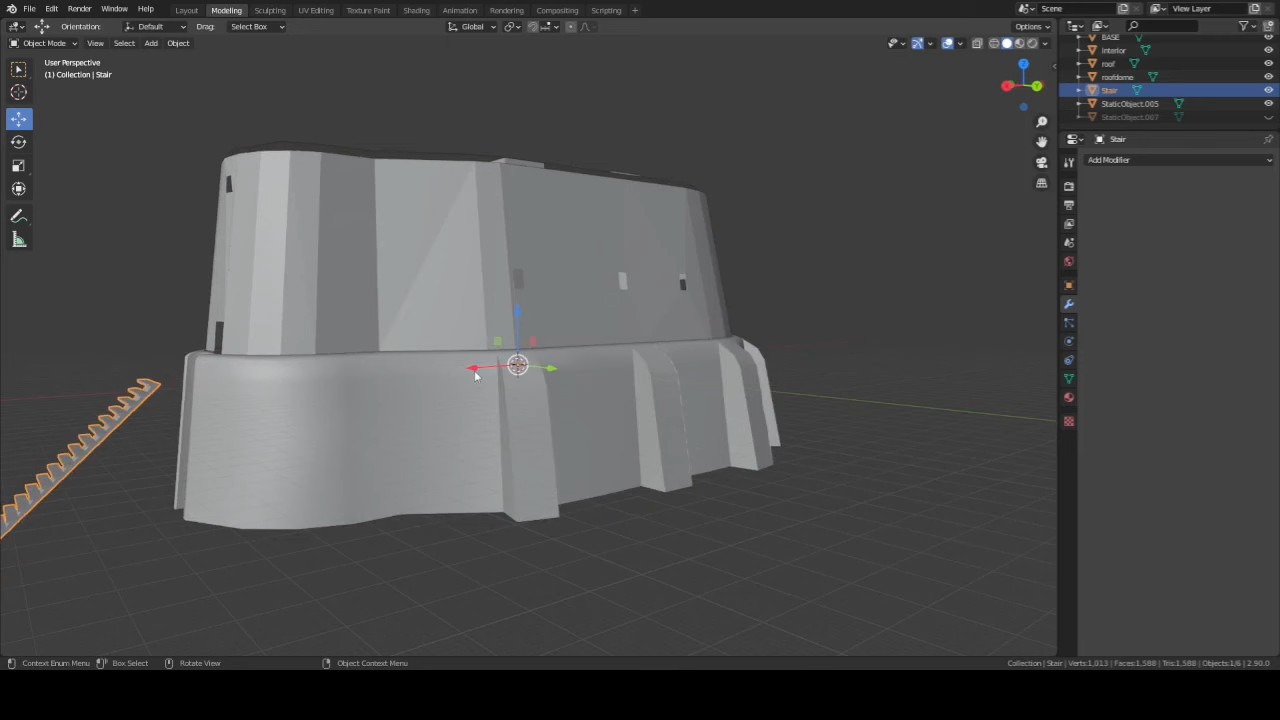 File Edit Render Window Help Layout Modeling Sculpting UV Editing Texture Paint Shading Animation Rendering Compositing Scripting + Scene View Layer
Orientation: Default Drag: Select Box Global Options
Object Mode View Select Add Object
User Perspective
(1) Collection | Stair
BASE
Interior
roof
roofdome
Stair
StaticObject.005
StaticObject.007
Stair
Add Modifier
Z
Context Enum Menu Box Select Rotate View Object Context Menu Collection | Stair | Verts:1,013 | Faces:1,588 | Tris:1,588 | Objects:1/6 | 2.90.0